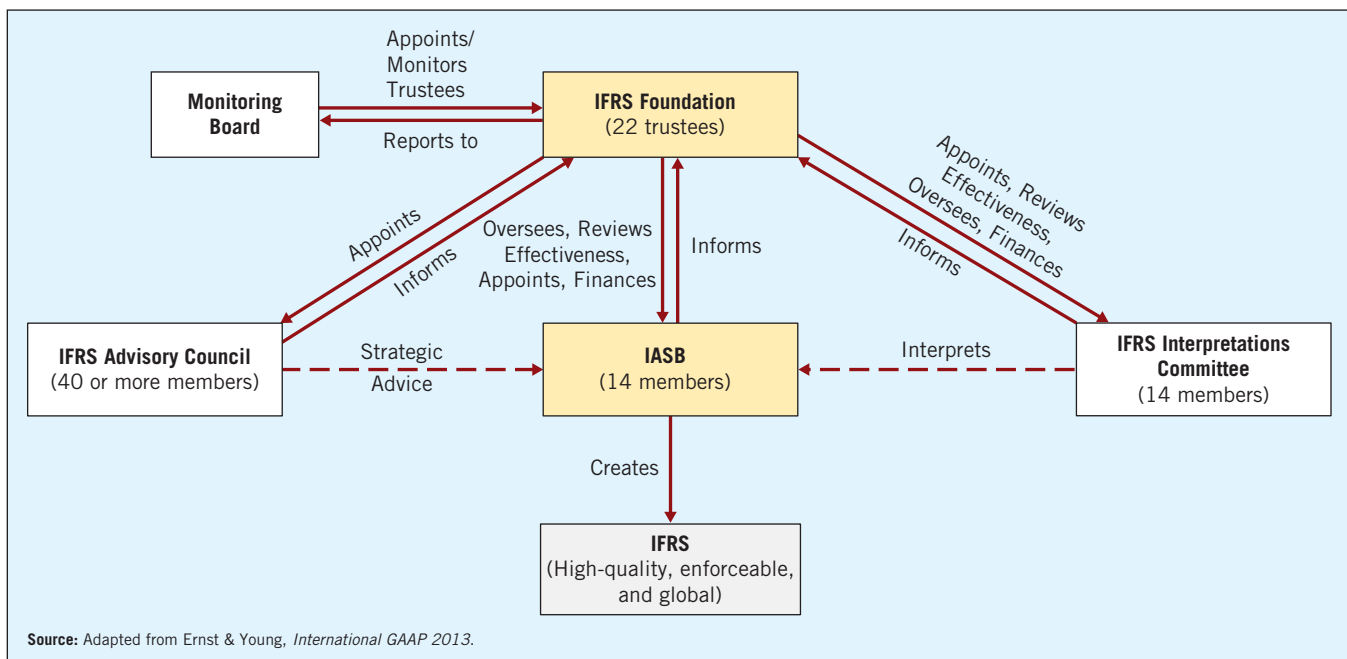 Appoints/
Monitors
Trustees
Monitoring
Board
IFRS Foundation
(22 trustees)
Reports to
Appoints
Informs
Oversees, Reviews
Effectiveness,
Appoints, Finances
Informs
Appoints, Reviews
Effectiveness,
Oversees, Finances
Informs
IFRS Advisory Council
(40 or more members)
Strategic
Advice
IASB
(14 members)
Interprets
IFRS Interpretations
Committee
(14 members)
Creates
IFRS
(High-quality, enforceable,
and global)
Source: Adapted from Ernst & Young, International GAAP 2013.